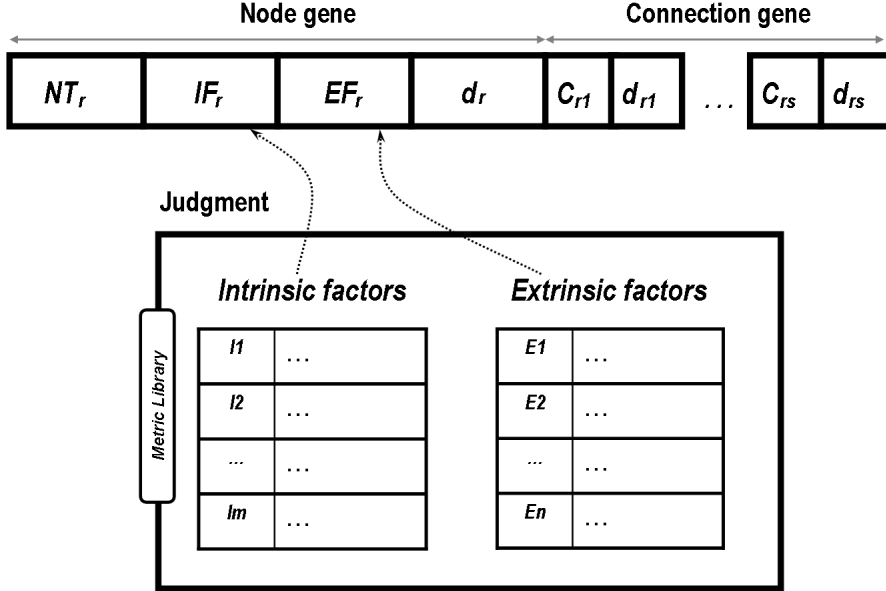 Node gene Connection gene
NTr IFr EFr dr Cr1 dr1 ... Crs drs
Judgment
Intrinsic factors Extrinsic factors
Metric Library
I1 ... E1 ...
I2 ... E2 ...
... ... ... ...
Im ... En ...